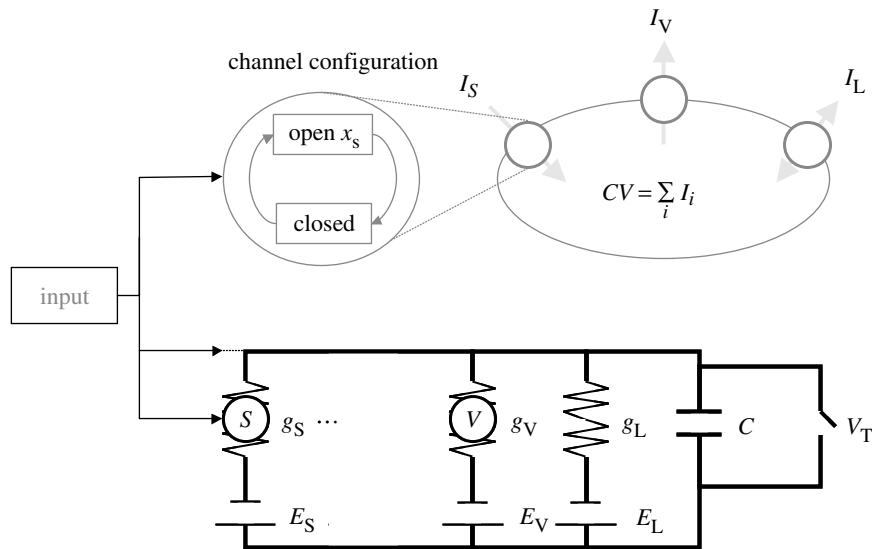 I_V
channel configuration
I_S
I_L
open x_s
CV = ∑_i I_i
closed
input
S g_S ... V g_V g_L C V_T
E_S E_V E_L